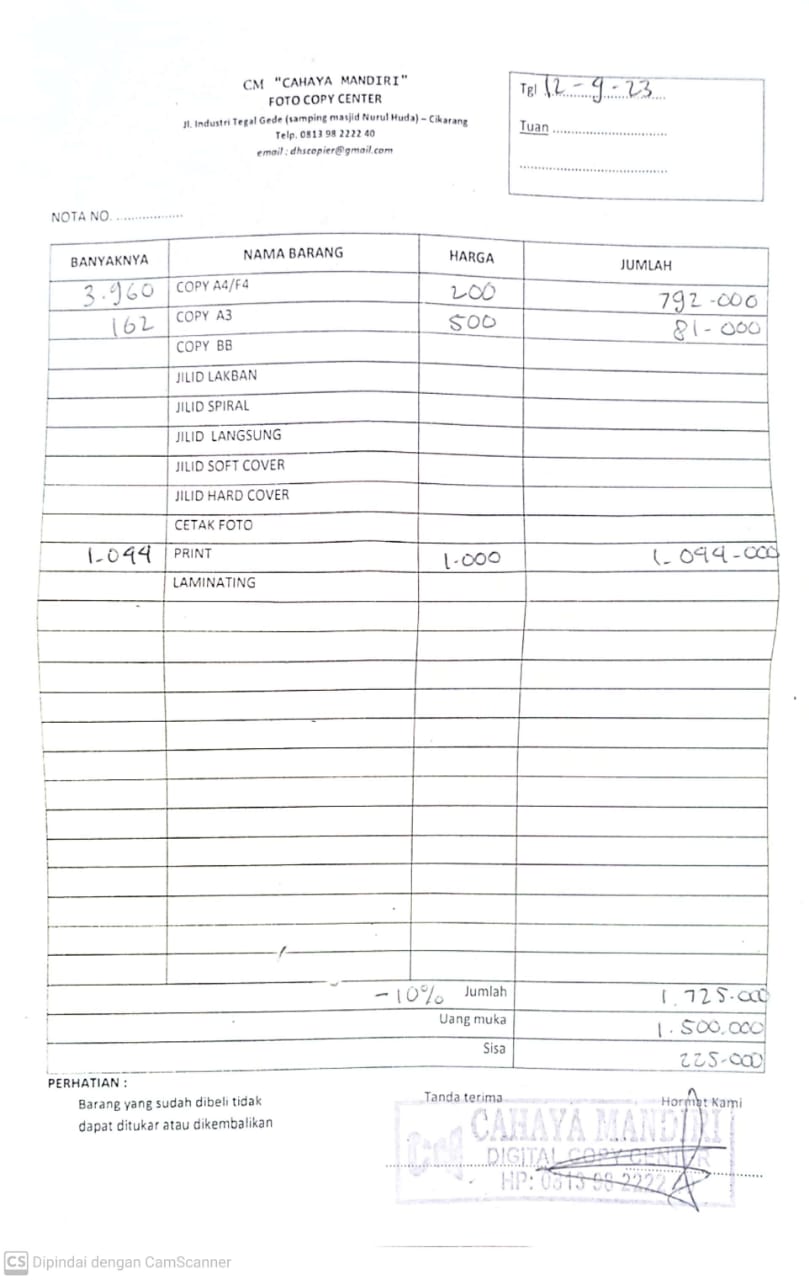 CM "CAHAYA MANDIRI"
FOTO COPY CENTER
Jl. Industri Tegal Gede (samping masjid Nurul Huda) – Cikarang
Telp. 0813 98 2222 40
email : dhscopier@gmail.com
Tgl 12 - 9 - 23
Tuan ..............................
NOTA NO. .................
BANYAKNYA NAMA BARANG HARGA JUMLAH
3.960 COPY A4/F4 200 792.000
162 COPY A3 500 81-000
COPY BB
JILID LAKBAN
JILID SPIRAL
JILID LANGSUNG
JILID SOFT COVER
JILID HARD COVER
CETAK FOTO
1-094 PRINT 1.000 1-094-000
LAMINATING
-10% Jumlah 1.725.000
Uang muka 1.500.000
Sisa 225-000
PERHATIAN :
Barang yang sudah dibeli tidak
dapat ditukar atau dikembalikan
Tanda terima
Hormat Kami
CAHAYA MANDIRI
DIGITAL COPY CENTER
HP: 0813 98 2222
CS Dipindai dengan CamScanner